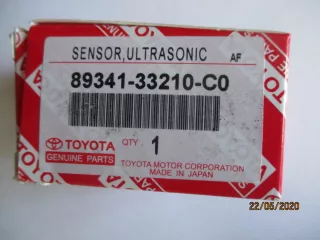 SENSOR,ULTRASONIC AF
89341-33210-C0
TOYOTA
GENUINE PARTS
QTY 1
TOYOTA MOTOR CORPORATION
MADE IN JAPAN
22/05/2020